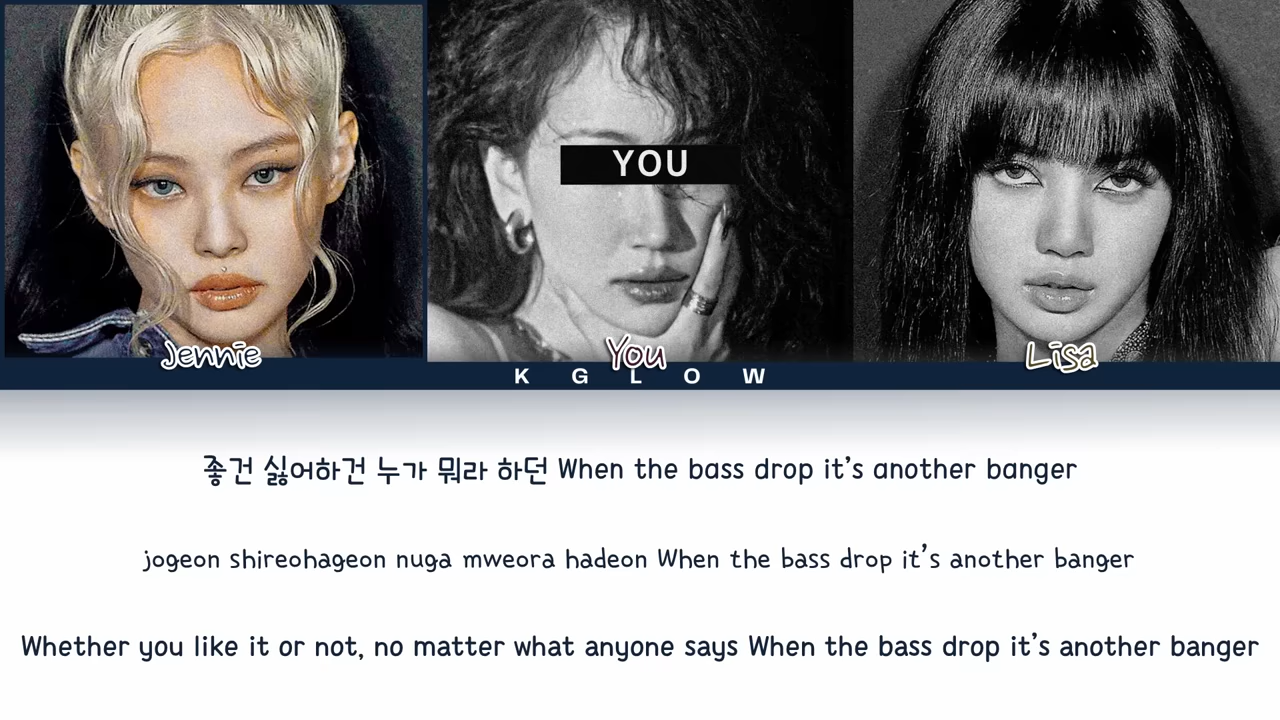 YOU
Jennie You Lisa
K G L O W
좋건 싫어하건 누가 뭐라 하던 When the bass drop it's another banger
jogeon shireohageon nuga mweora hadeon When the bass drop it's another banger
Whether you like it or not, no matter what anyone says When the bass drop it's another banger